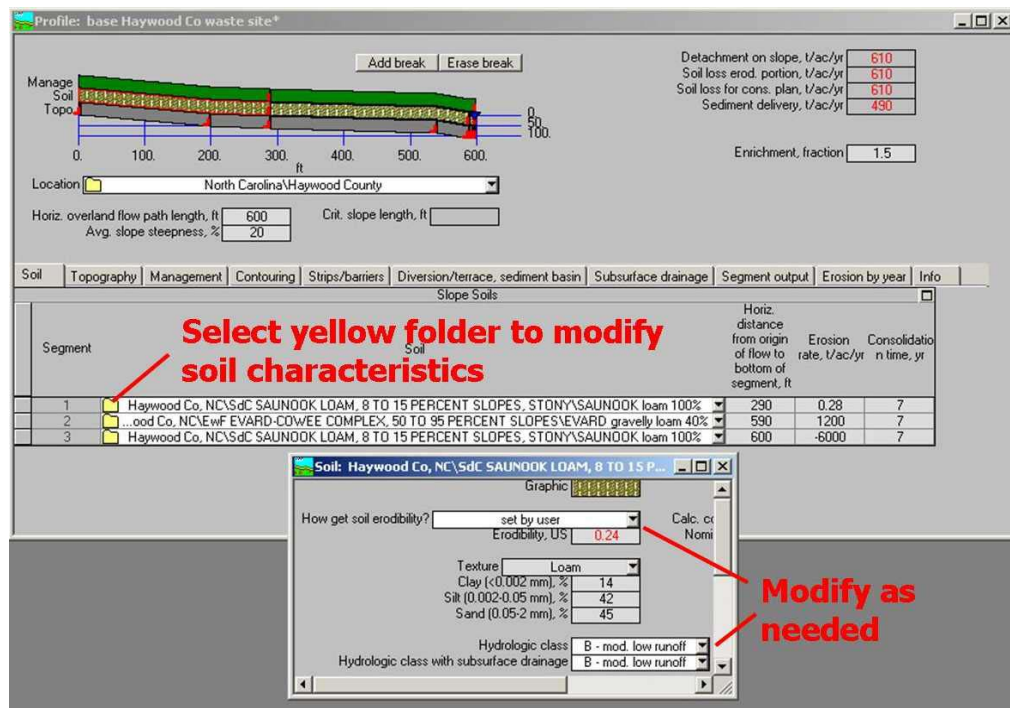 Profile: base Haywood Co waste site*
Add break Erase break
Detachment on slope, t/ac/yr 610
Soil loss erod. portion, t/ac/yr 610
Soil loss for cons. plan, t/ac/yr 610
Sediment delivery, t/ac/yr 490
Manage
Soil
Topo.
0.
50.
100.
0. 100. 200. 300. 400. 500. 600.
ft
Enrichment, fraction 1.5
Location North Carolina\Haywood County
Horiz. overland flow path length, ft 600 Crit. slope length, ft
Avg. slope steepness, % 20
Soil Topography Management Contouring Strips/barriers Diversion/terrace, sediment basin Subsurface drainage Segment output Erosion by year Info
Slope Soils
Segment
Soil
Horiz.
distance
from origin
of flow to
bottom of
segment, ft
Erosion
rate, t/ac/yr
Consolidatio
n time, yr
Select yellow folder to modify
soil characteristics
1 Haywood Co, NC\SdC SAUNOOK LOAM, 8 TO 15 PERCENT SLOPES, STONY\SAUNOOK loam 100% 290 0.28 7
2 ...ood Co, NC\EwF EVARD-COWEE COMPLEX, 50 TO 95 PERCENT SLOPES\EVARD gravelly loam 40% 590 1200 7
3 Haywood Co, NC\SdC SAUNOOK LOAM, 8 TO 15 PERCENT SLOPES, STONY\SAUNOOK loam 100% 600 -6000 7
Soil: Haywood Co, NC\SdC SAUNOOK LOAM, 8 TO 15 P...
Graphic
How get soil erodibility? set by user Calc. co
Erodibility, US 0.24 Nomi
Texture Loam
Clay (<0.002 mm), % 14
Silt (0.002-0.05 mm), % 42
Sand (0.05-2 mm), % 45
Hydrologic class B - mod. low runoff
Hydrologic class with subsurface drainage B - mod. low runoff
Modify as
needed